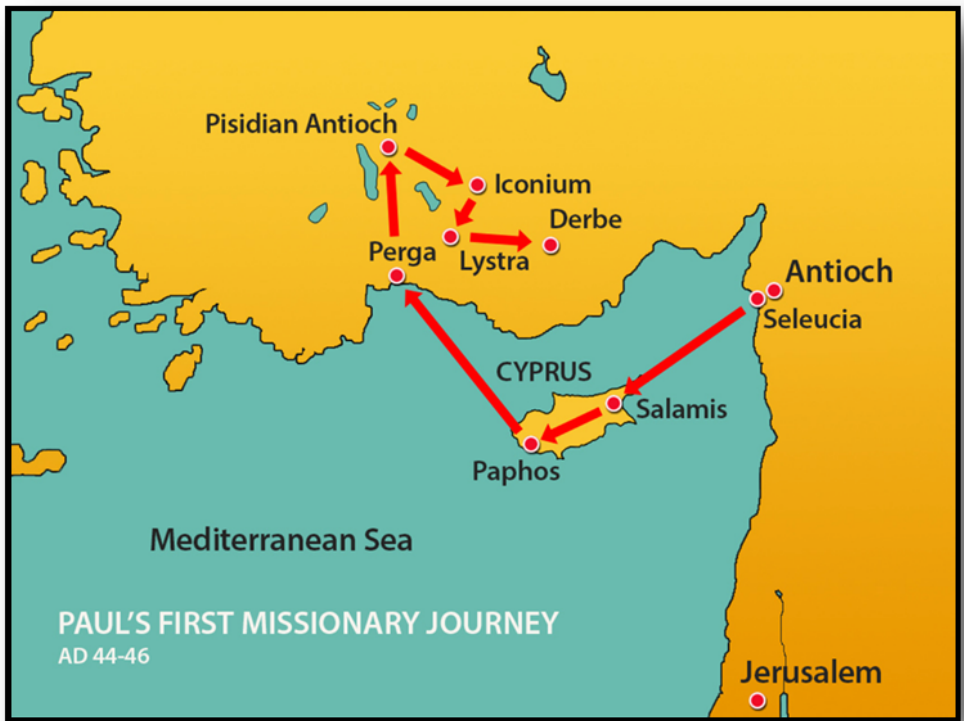 Pisidian Antioch
Iconium
Derbe
Perga
Lystra
Antioch
Seleucia
CYPRUS
Salamis
Paphos
Mediterranean Sea
PAUL'S FIRST MISSIONARY JOURNEY
AD 44-46
Jerusalem